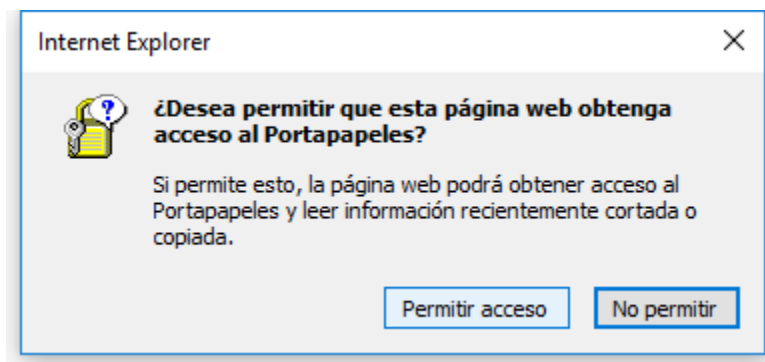 Internet Explorer
¿Desea permitir que esta página web obtenga
acceso al Portapapeles?
Si permite esto, la página web podrá obtener acceso al
Portapapeles y leer información recientemente cortada o
copiada.
Permitir acceso
No permitir